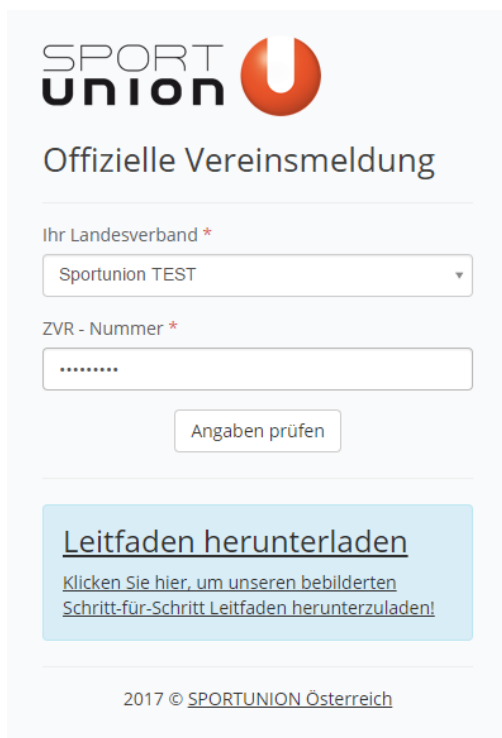 SPORT
union
Offizielle Vereinsmeldung
Ihr Landesverband *
Sportunion TEST
ZVR - Nummer *
•••••••••
Angaben prüfen
Leitfaden herunterladen
Klicken Sie hier, um unseren bebilderten
Schritt-für-Schritt Leitfaden herunterzuladen!
2017 © SPORTUNION Österreich